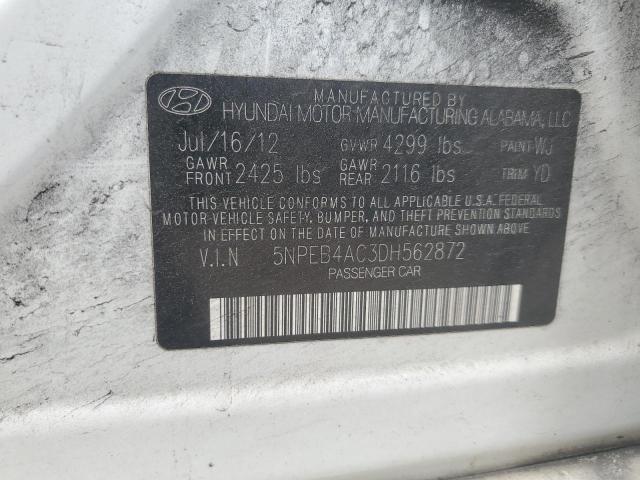 MANUFACTURED BY
HYUNDAI MOTOR MANUFACTURING ALABAMA, LLC
Jul/16/12 GVWR 4299 lbs PAINT WJ
GAWR FRONT 2425 lbs GAWR REAR 2116 lbs TRIM YD
THIS VEHICLE CONFORMS TO ALL APPLICABLE U.S.A. FEDERAL
MOTOR VEHICLE SAFETY, BUMPER, AND THEFT PREVENTION STANDARDS
IN EFFECT ON THE DATE OF MANUFACTURE SHOWN ABOVE.
V.I.N 5NPEB4AC3DH562872
PASSENGER CAR